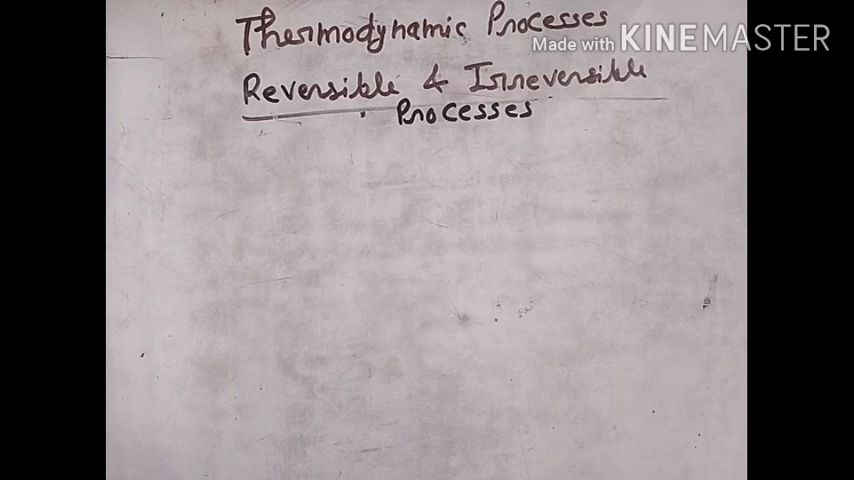 Thermodynamic Processes
Made with KINEMASTER
Reversible & Irreversible
Processes